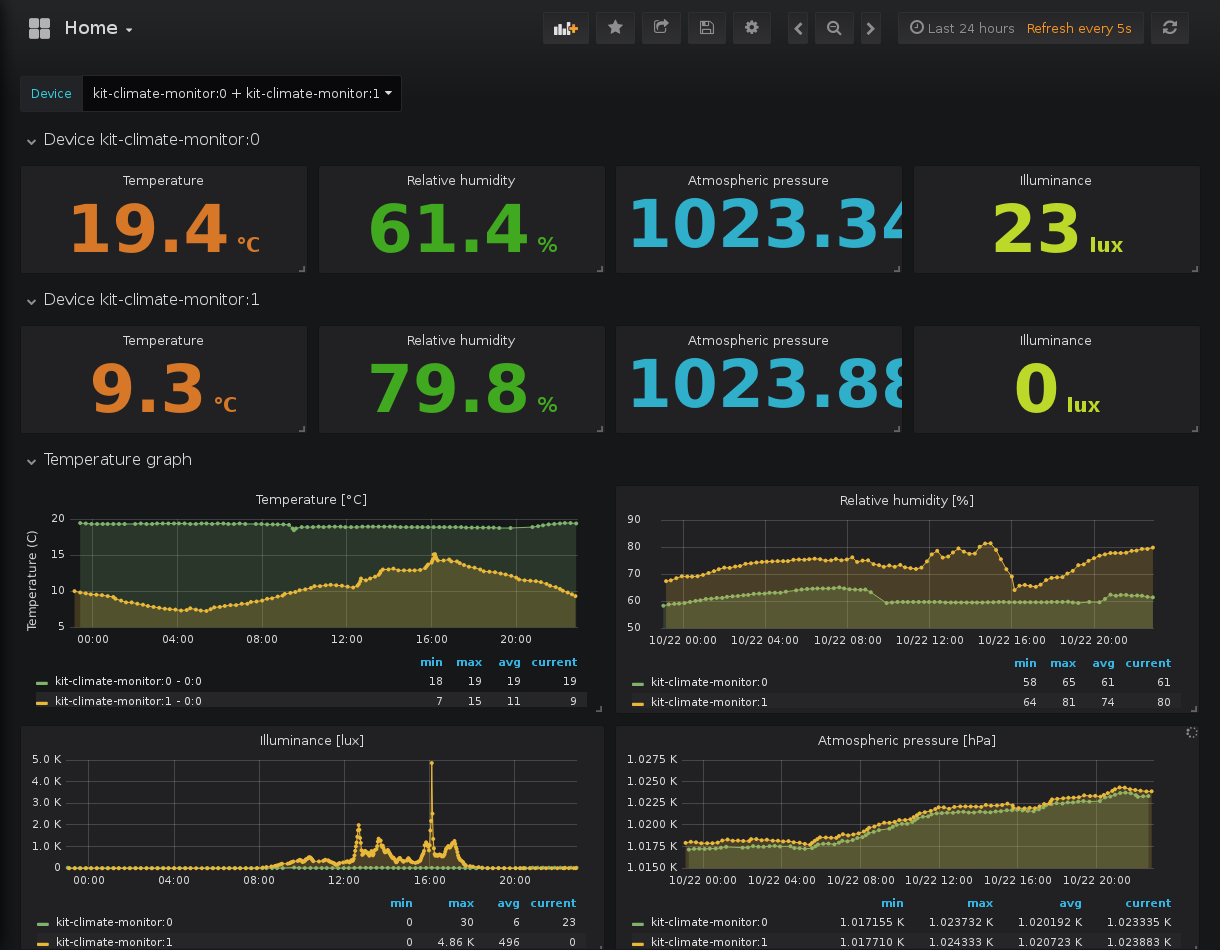 Home
Last 24 hours Refresh every 5s
Device kit-climate-monitor:0 + kit-climate-monitor:1
Device kit-climate-monitor:0
Temperature Relative humidity Atmospheric pressure Illuminance
19.4 °C 61.4 % 1023.34 23 lux
Device kit-climate-monitor:1
Temperature Relative humidity Atmospheric pressure Illuminance
9.3 °C 79.8 % 1023.88 0 lux
Temperature graph
Temperature [°C]
Temperature (C)
20
15
10
5
00:00 04:00 08:00 12:00 16:00 20:00
min max avg current
kit-climate-monitor:0 - 0:0 18 19 19 19
kit-climate-monitor:1 - 0:0 7 15 11 9
Relative humidity [%]
90
80
70
60
50
10/22 00:00 10/22 04:00 10/22 08:00 10/22 12:00 10/22 16:00 10/22 20:00
min max avg current
kit-climate-monitor:0 58 65 61 61
kit-climate-monitor:1 64 81 74 80
Illuminance [lux]
5.0 K
4.0 K
3.0 K
2.0 K
1.0 K
0
00:00 04:00 08:00 12:00 16:00 20:00
min max avg current
kit-climate-monitor:0 0 30 6 23
kit-climate-monitor:1 0 4.86 K 496 0
Atmospheric pressure [hPa]
1.0275 K
1.0250 K
1.0225 K
1.0200 K
1.0175 K
1.0150 K
10/22 00:00 10/22 04:00 10/22 08:00 10/22 12:00 10/22 16:00 10/22 20:00
min max avg current
kit-climate-monitor:0 1.017155 K 1.023732 K 1.020192 K 1.023335 K
kit-climate-monitor:1 1.017710 K 1.024333 K 1.020723 K 1.023883 K